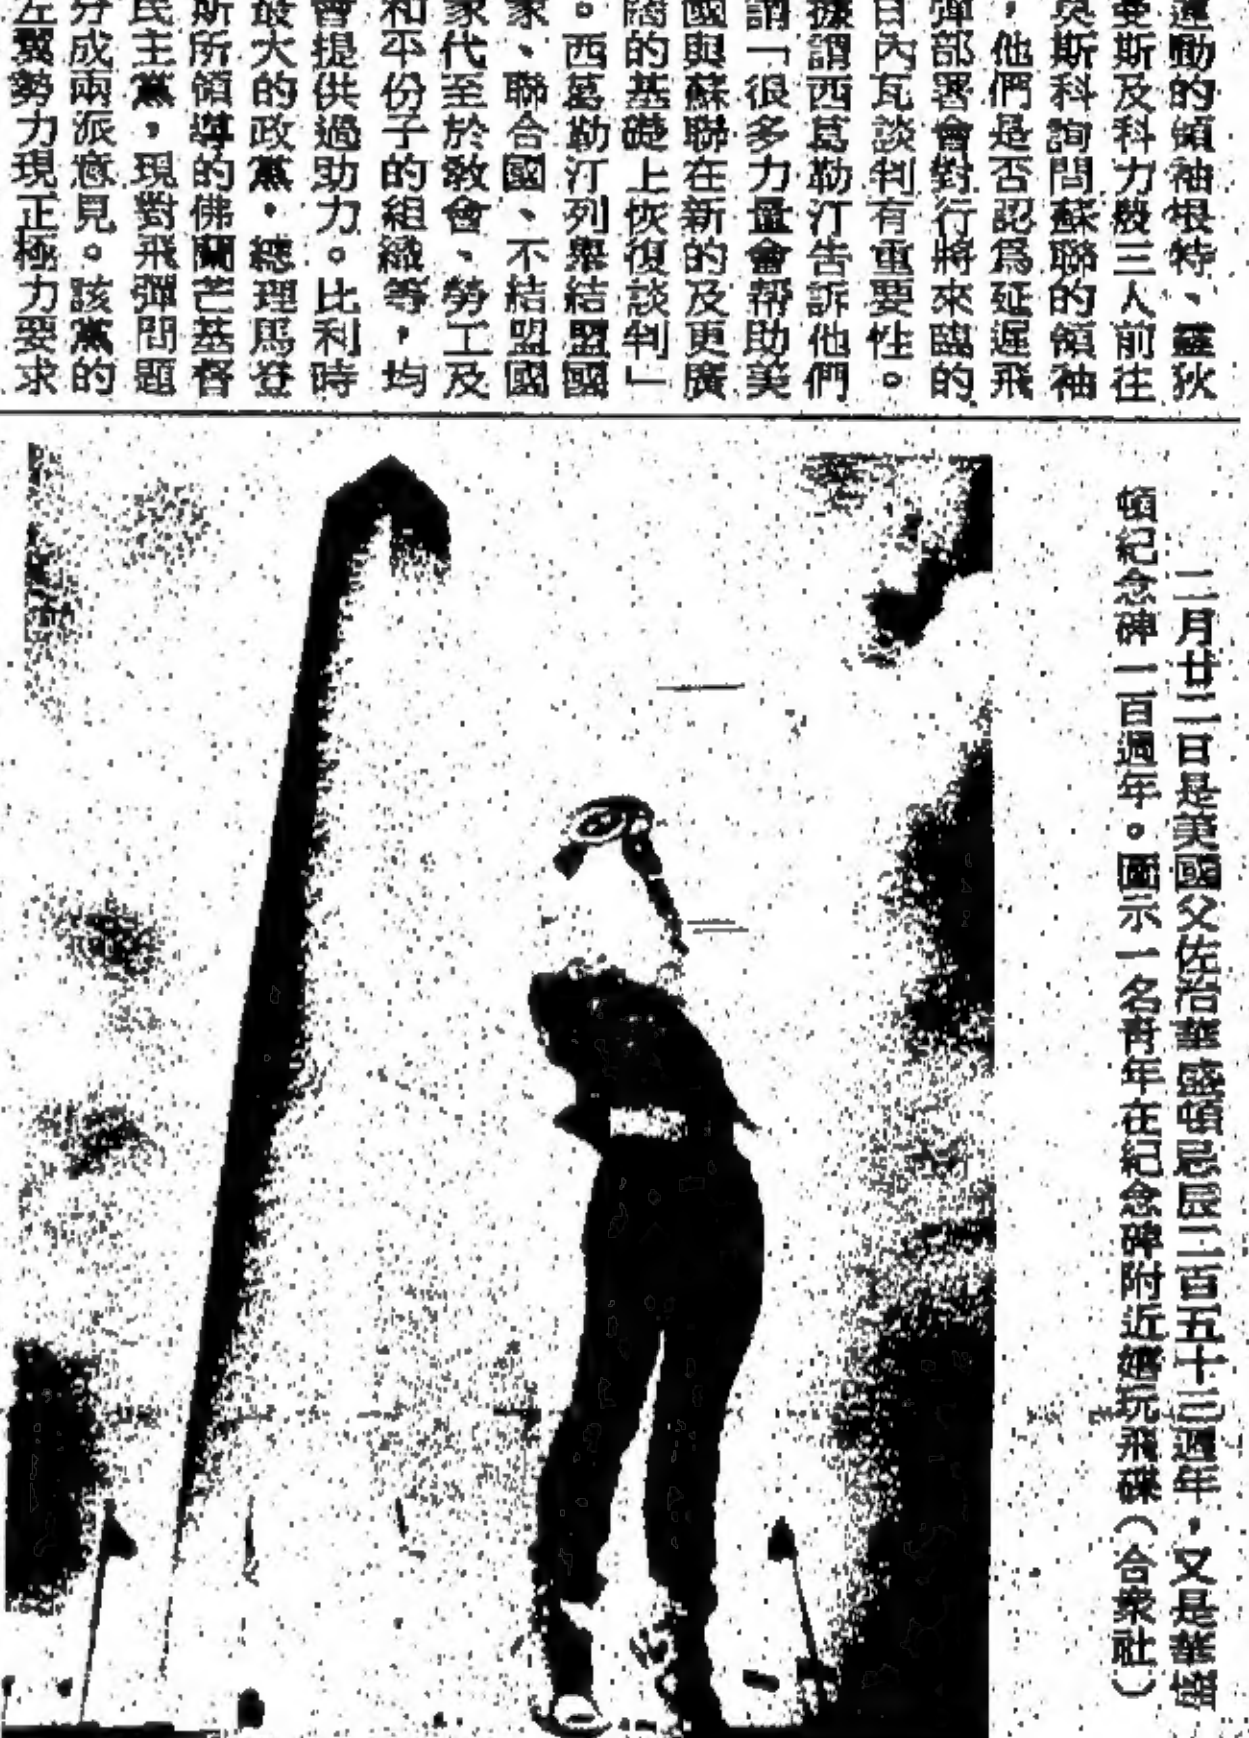 運動的領袖根特、靈狄
麥斯及科力殷三人前往
莫斯科詢問蘇聯的領袖
，他們是否認爲延遲飛
彈部署會對行將來臨的
日內瓦談判有重要性。
據謂西葛勒汀告訴他們
謂「很多力量會帮助美
國與蘇聯在新的及更廣
闊的基礎上恢復談判」
。西葛勒汀列舉結盟國
家、聯合國、不結盟國
家代至於敎會、勞工及
和平份子的組織等，均
會提供過助力。比利時
最大的政黨，總理馬登
斯所領導的佛蘭芒基督
民主黨，現對飛彈問題
分成兩派意見。該黨的
左翼勢力現正極力要求
二月廿二日是美國父佐治華盛頓忌辰二百五十三週年，又是華盛
頓紀念碑一百週年。圖示一名靑年在紀念碑附近嬉玩飛碟（合衆社）